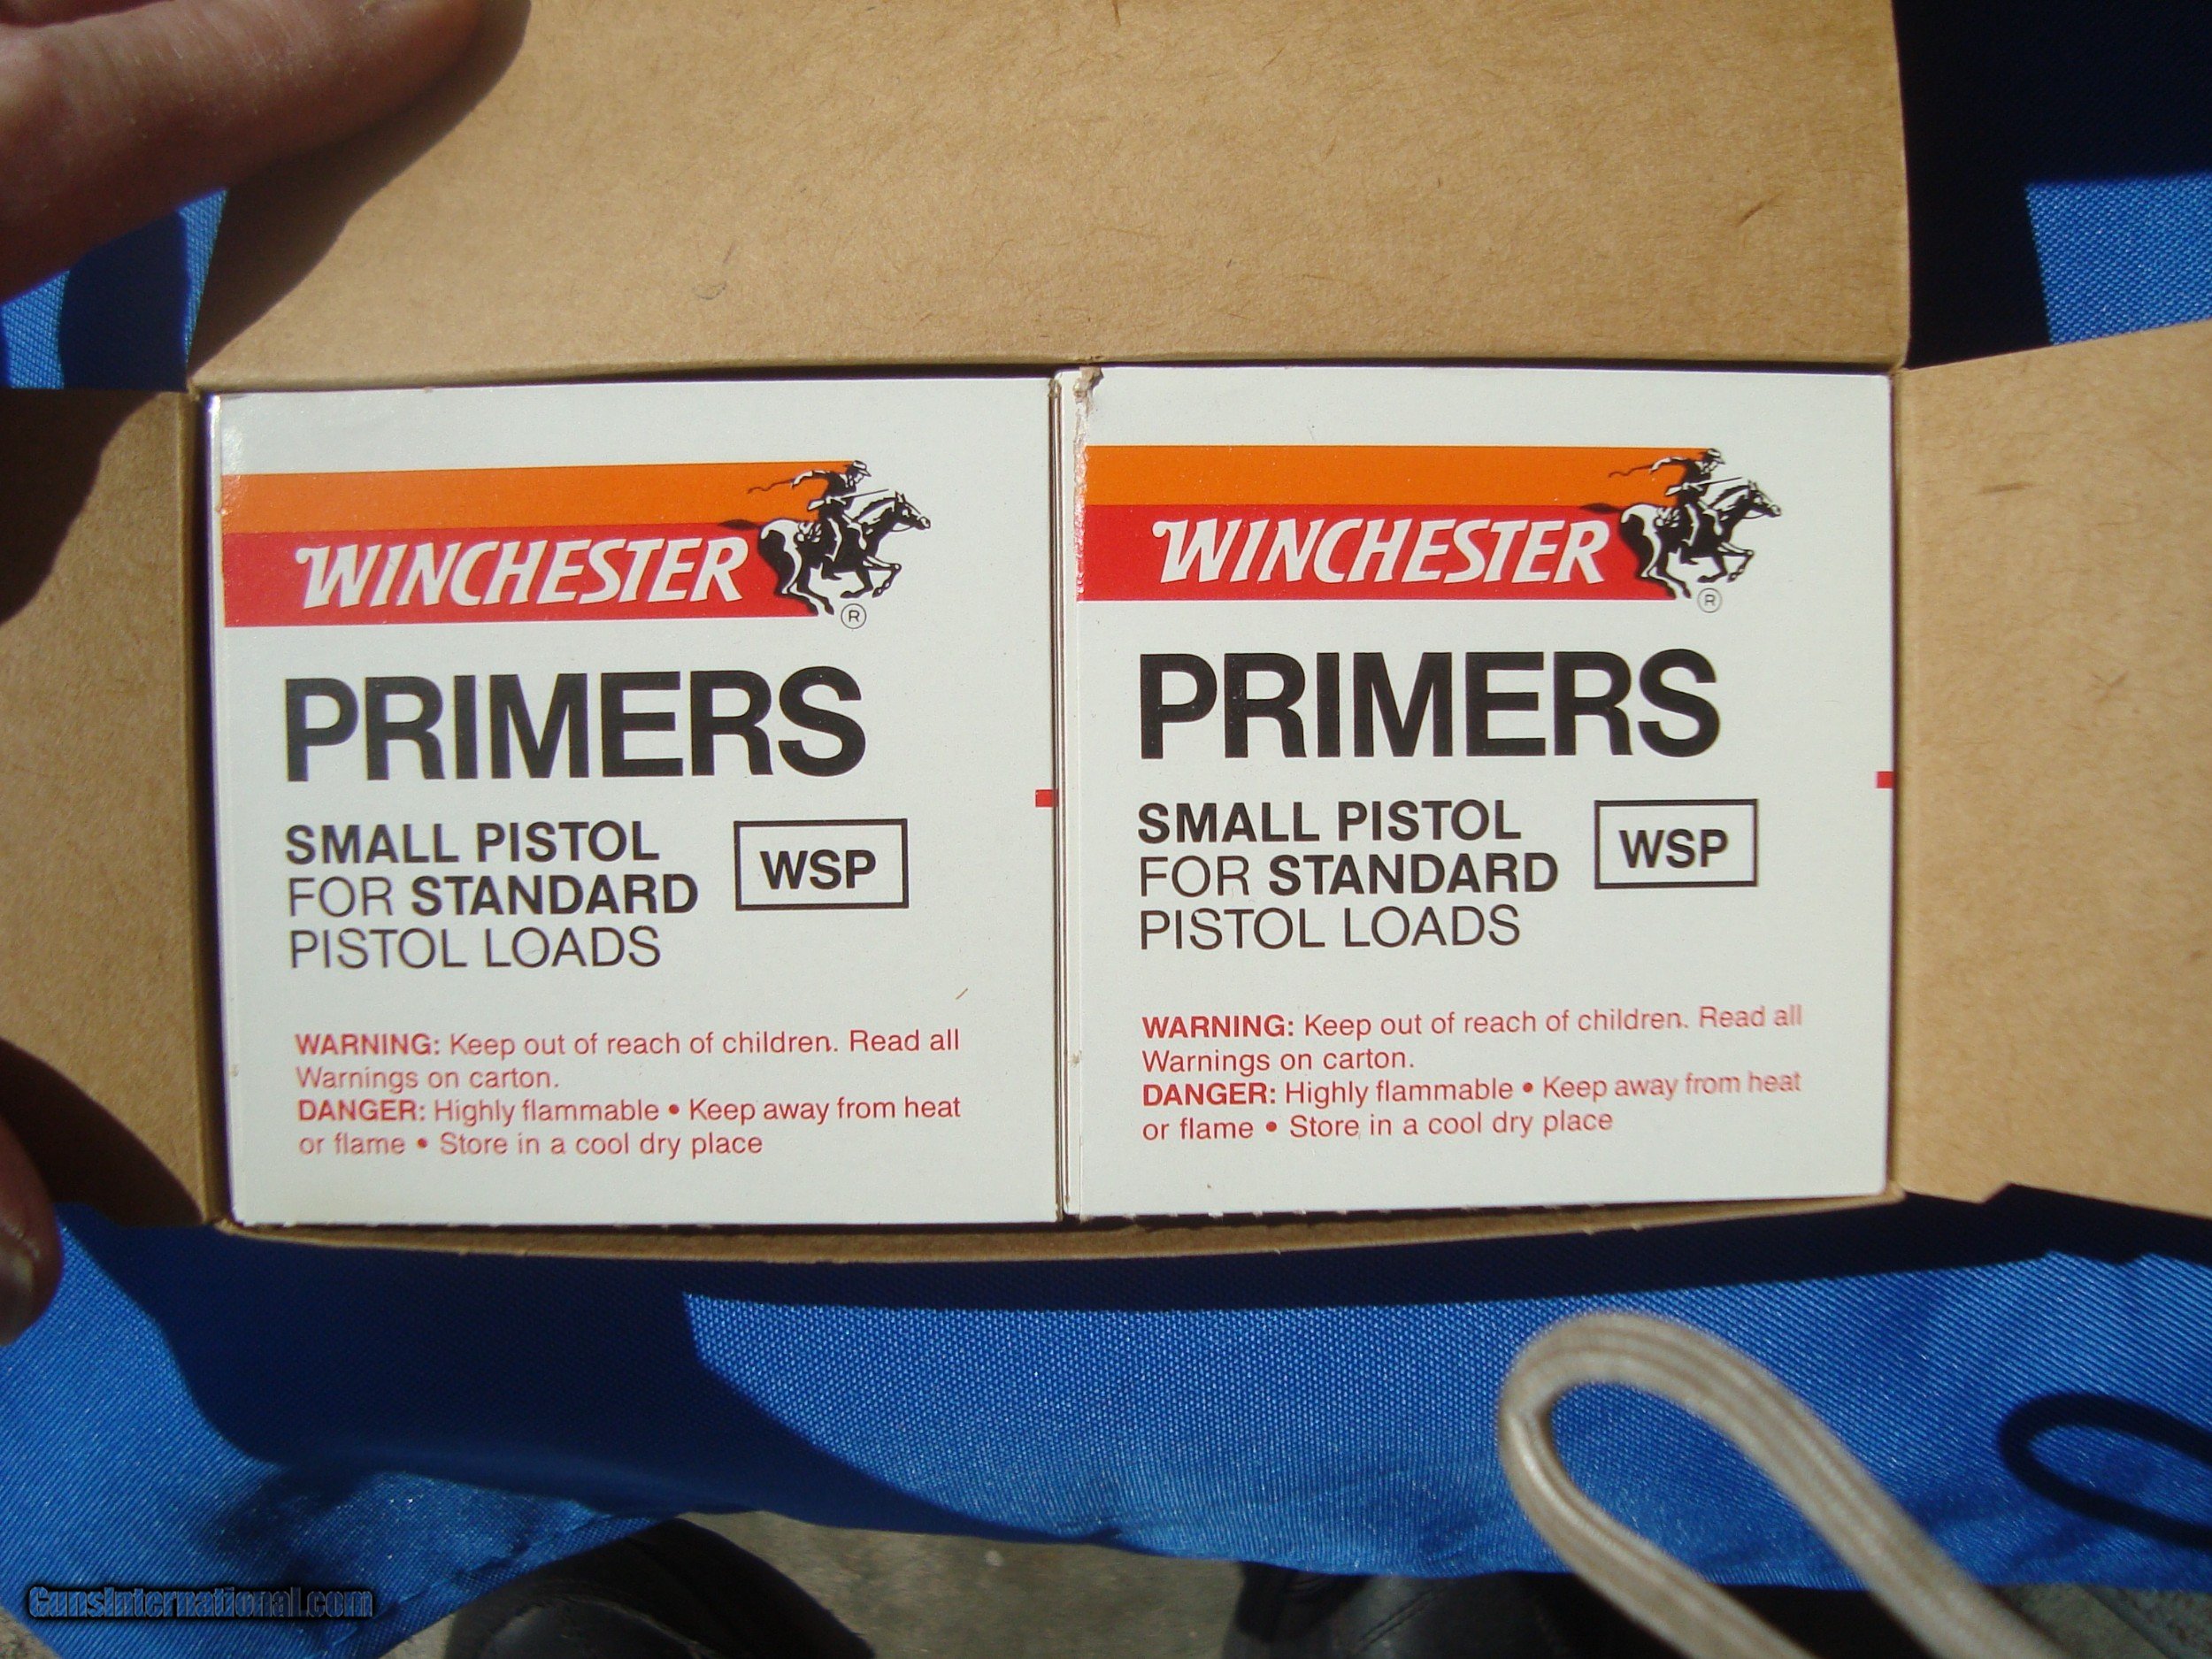 WINCHESTER
®
PRIMERS
SMALL PISTOL
FOR STANDARD
PISTOL LOADS
WSP
WARNING: Keep out of reach of children. Read all
Warnings on carton.
DANGER: Highly flammable • Keep away from heat
or flame • Store in a cool dry place
WINCHESTER
®
PRIMERS
SMALL PISTOL
FOR STANDARD
PISTOL LOADS
WSP
WARNING: Keep out of reach of children. Read all
Warnings on carton.
DANGER: Highly flammable • Keep away from heat
or flame • Store in a cool dry place
GunsInternational.com